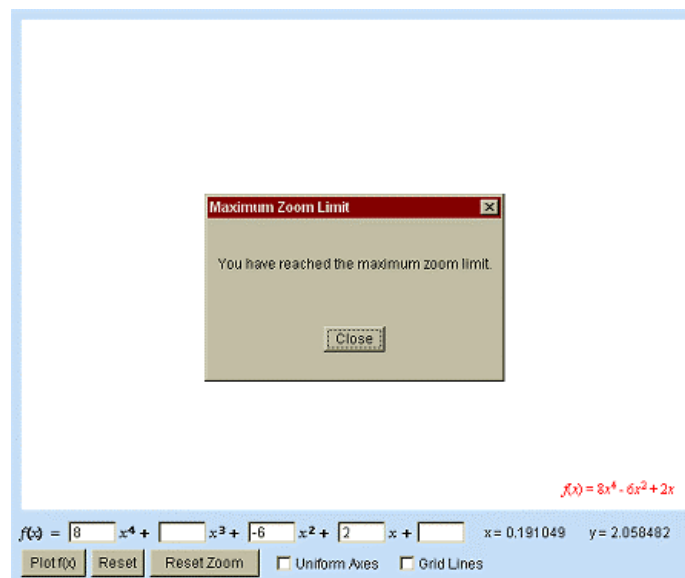 Maximum Zoom Limit
You have reached the maximum zoom limit.
Close
f(x) = 8x⁴ - 6x² + 2x
f(x) = 8 x⁴ + x³ + -6 x² + 2 x + x = 0.191049 y = 2.058482
Plot f(x) Reset Reset Zoom Uniform Axes Grid Lines